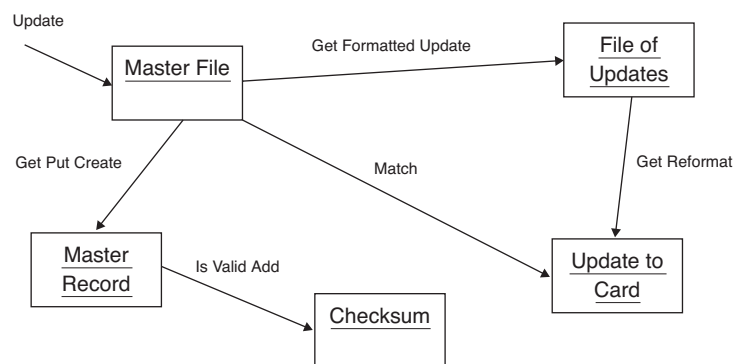 Update
Master File
Get Formatted Update
File of
Updates
Get Put Create
Match
Get Reformat
Master
Record
Is Valid Add
Checksum
Update to
Card